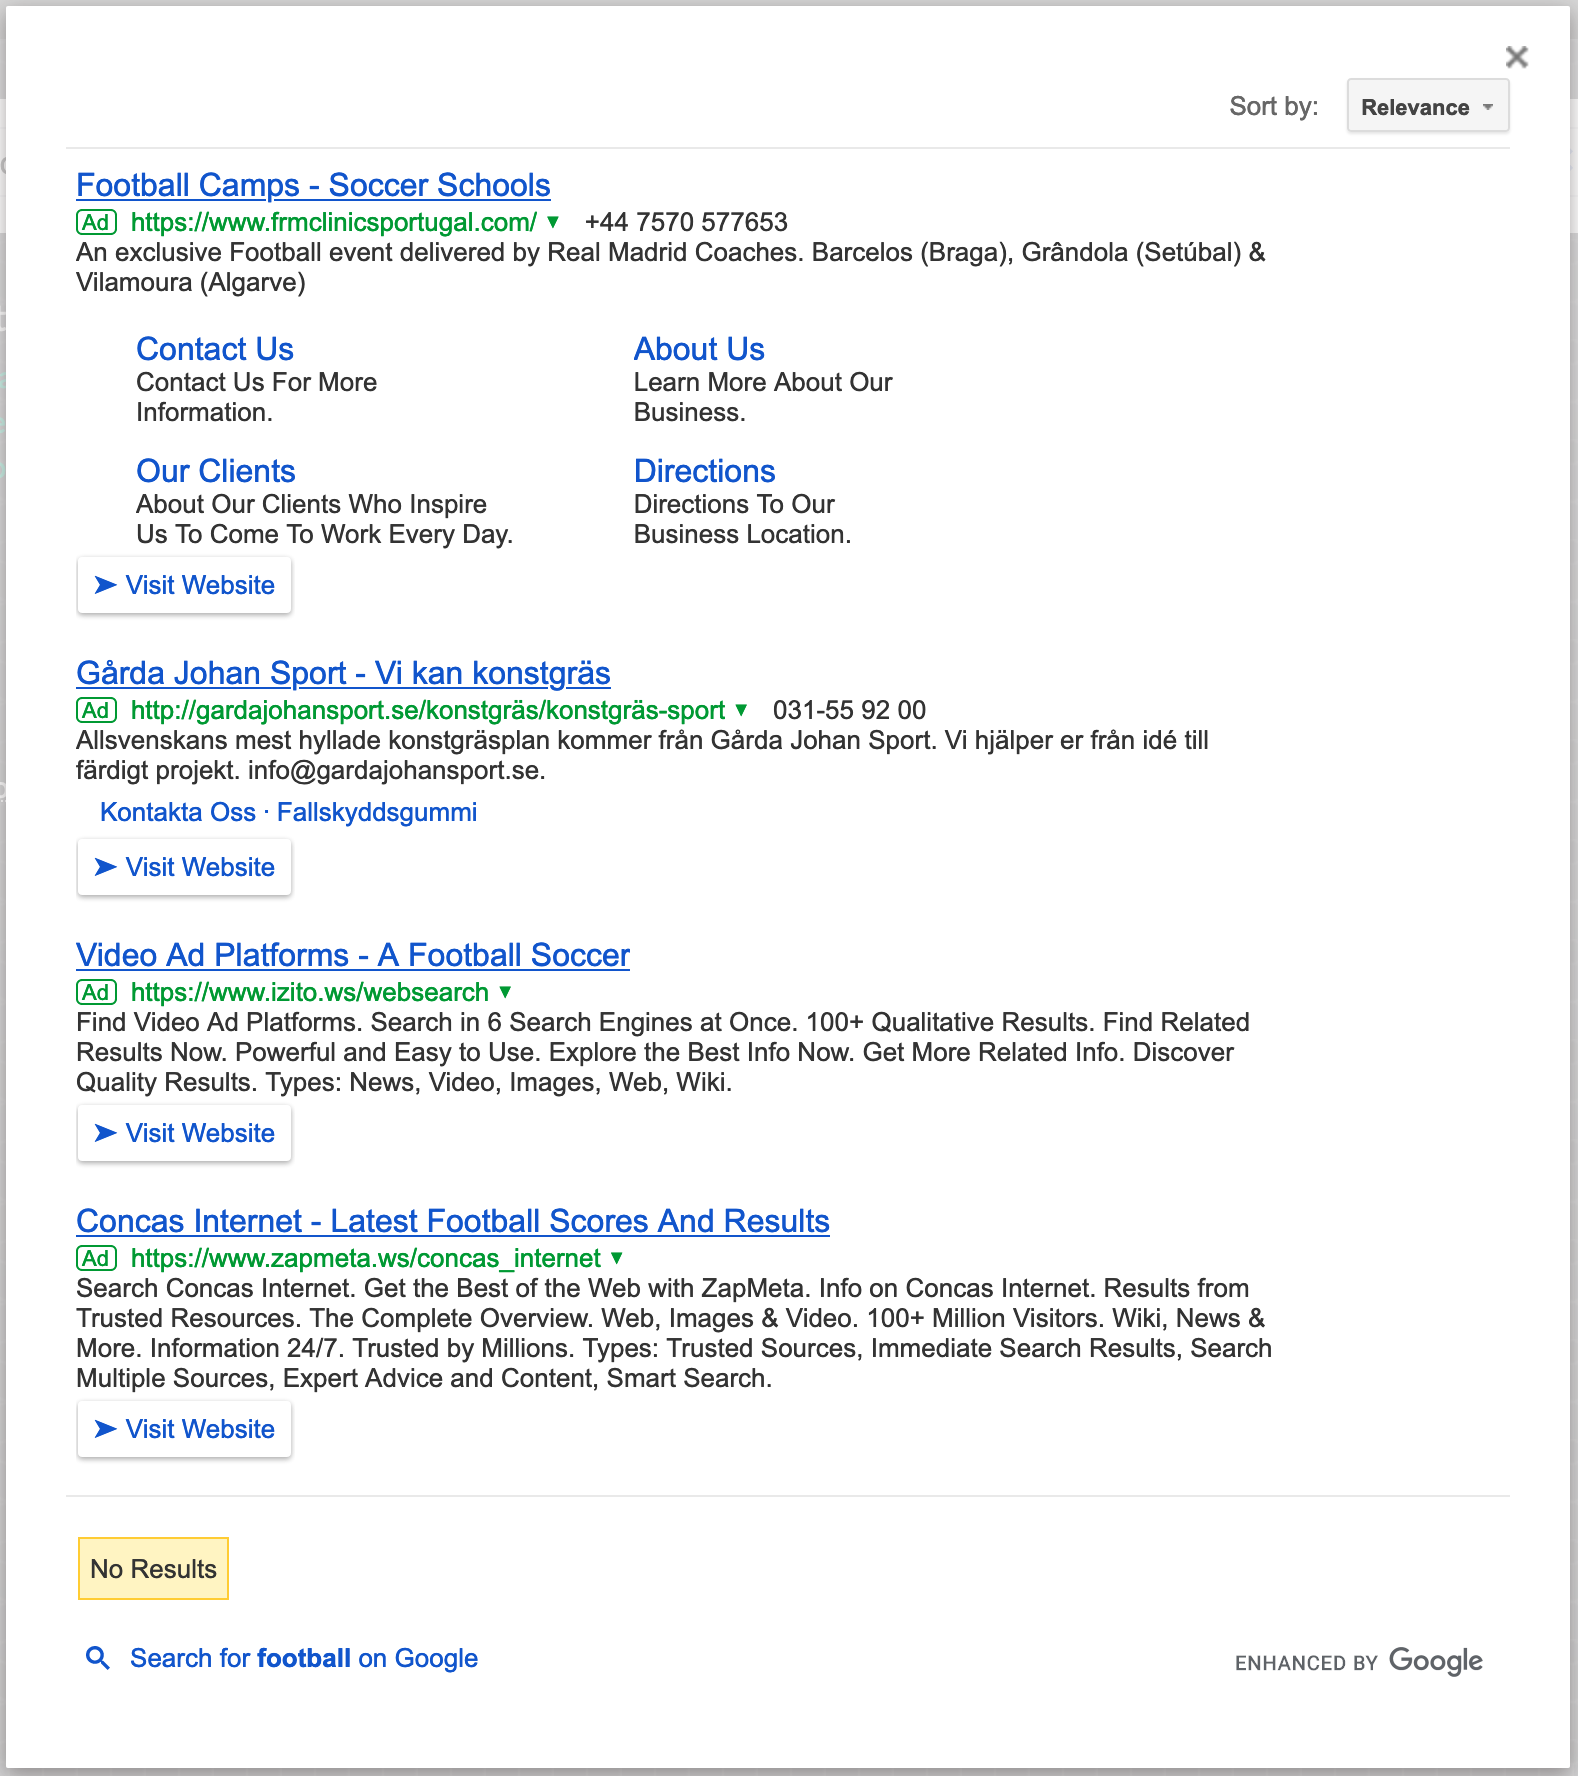 Sort by: Relevance
Football Camps - Soccer Schools
Ad https://www.frmclinicsportugal.com/ +44 7570 577653
An exclusive Football event delivered by Real Madrid Coaches. Barcelos (Braga), Grândola (Setúbal) &
Vilamoura (Algarve)
Contact Us
Contact Us For More
Information.
About Us
Learn More About Our
Business.
Our Clients
About Our Clients Who Inspire
Us To Come To Work Every Day.
Directions
Directions To Our
Business Location.
Visit Website
Gårda Johan Sport - Vi kan konstgräs
Ad http://gardajohansport.se/konstgräs/konstgräs-sport 031-55 92 00
Allsvenskans mest hyllade konstgräsplan kommer från Gårda Johan Sport. Vi hjälper er från idé till
färdigt projekt. info@gardajohansport.se.
Kontakta Oss · Fallskyddsgummi
Visit Website
Video Ad Platforms - A Football Soccer
Ad https://www.izito.ws/websearch
Find Video Ad Platforms. Search in 6 Search Engines at Once. 100+ Qualitative Results. Find Related
Results Now. Powerful and Easy to Use. Explore the Best Info Now. Get More Related Info. Discover
Quality Results. Types: News, Video, Images, Web, Wiki.
Visit Website
Concas Internet - Latest Football Scores And Results
Ad https://www.zapmeta.ws/concas_internet
Search Concas Internet. Get the Best of the Web with ZapMeta. Info on Concas Internet. Results from
Trusted Resources. The Complete Overview. Web, Images & Video. 100+ Million Visitors. Wiki, News &
More. Information 24/7. Trusted by Millions. Types: Trusted Sources, Immediate Search Results, Search
Multiple Sources, Expert Advice and Content, Smart Search.
Visit Website
No Results
Search for football on Google
ENHANCED BY Google